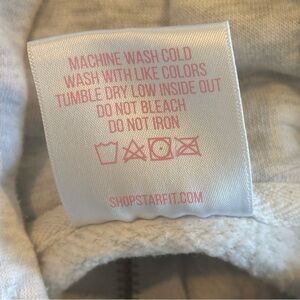 MACHINE WASH COLD
WASH WITH LIKE COLORS
TUMBLE DRY LOW INSIDE OUT
DO NOT BLEACH
DO NOT IRON
SHOPSTARFIT.COM